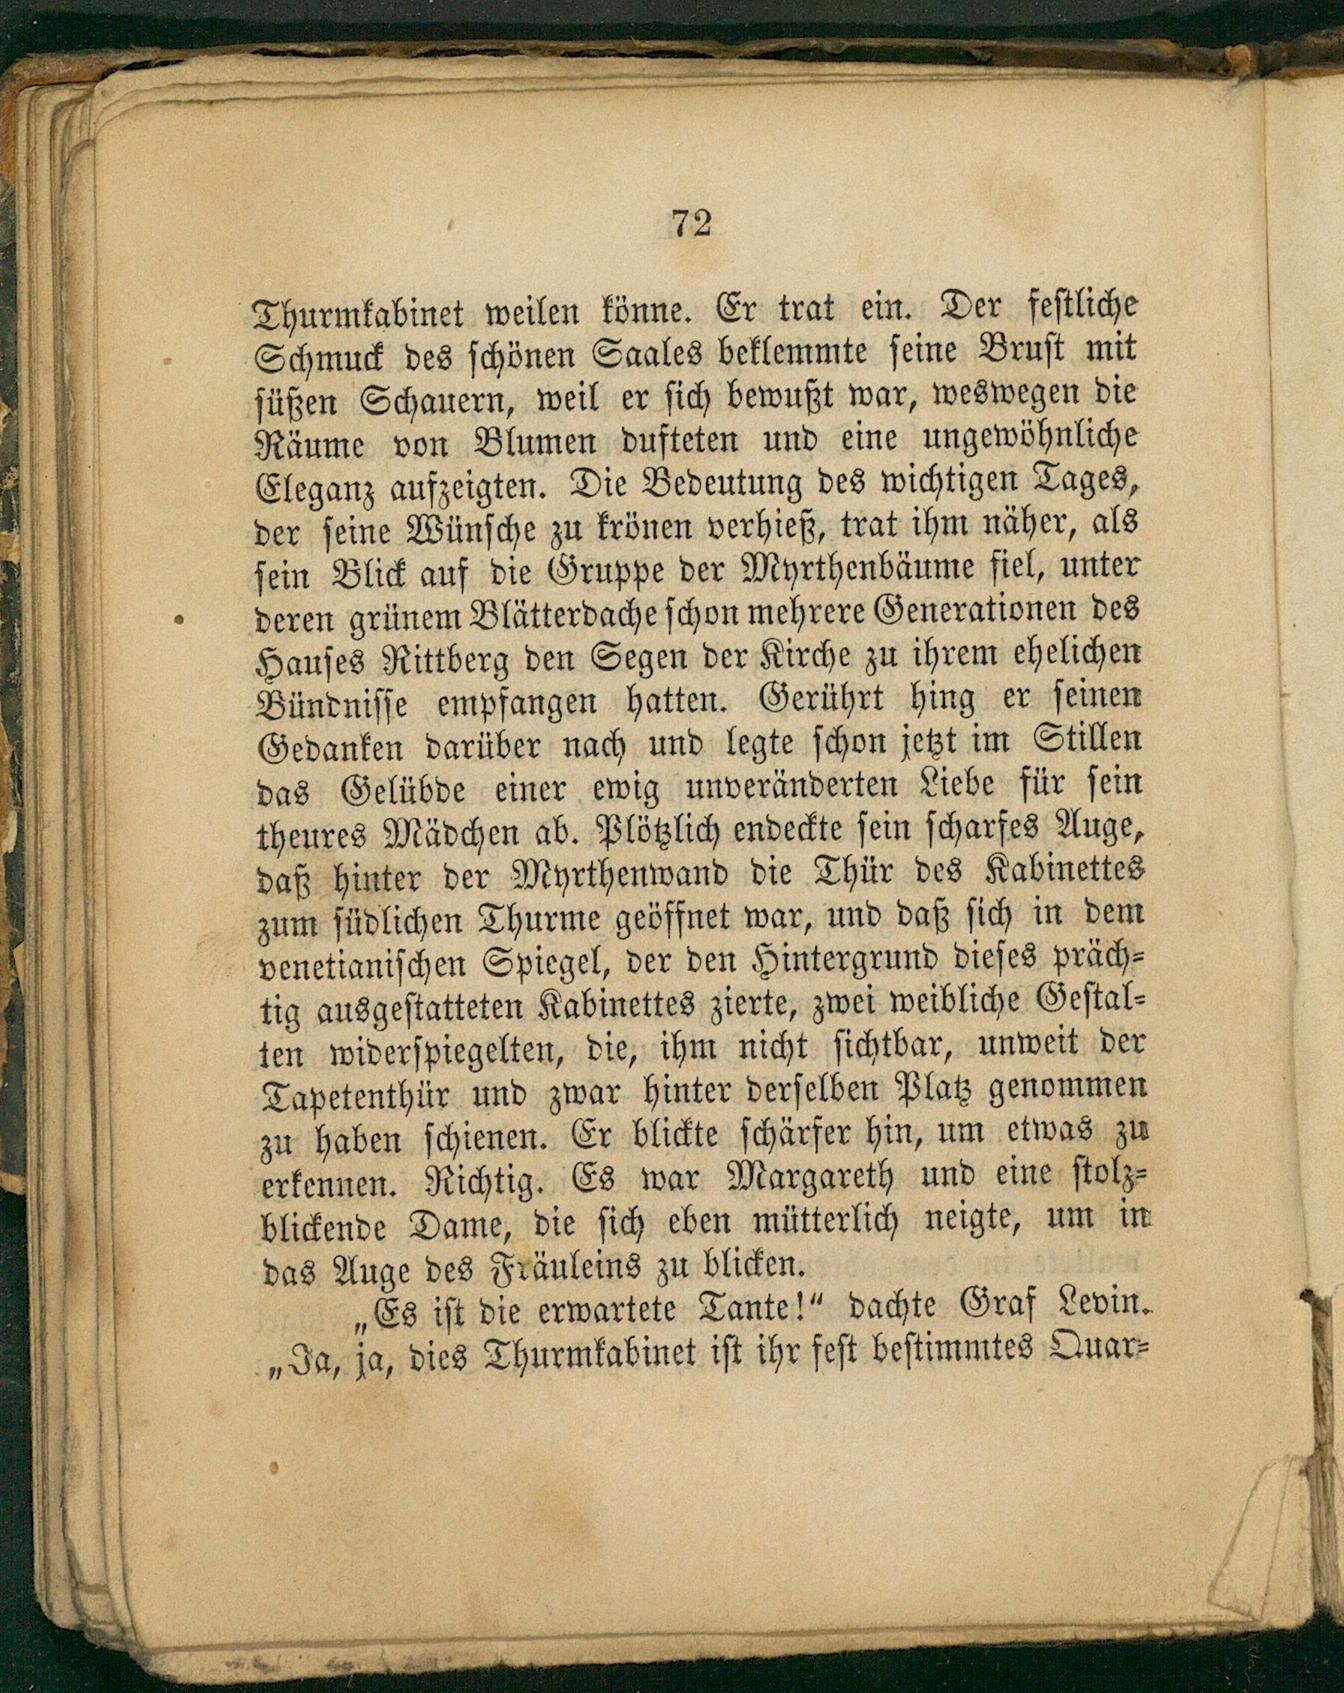 72
Thurmkabinet weilen könne. Er trat ein. Der festliche
Schmuck des schönen Saales beklemmte seine Brust mit
süßen Schauern, weil er sich bewußt war, weswegen die
Räume von Blumen dufteten und eine ungewöhnliche
Eleganz aufzeigten. Die Bedeutung des wichtigen Tages,
der seine Wünsche zu krönen verhieß, trat ihm näher, als
sein Blick auf die Gruppe der Myrthenbäume fiel, unter
deren grünem Blätterdache schon mehrere Generationen des
Hauses Rittberg den Segen der Kirche zu ihrem ehelichen
Bündnisse empfangen hatten. Gerührt hing er seinen
Gedanken darüber nach und legte schon jetzt im Stillen
das Gelübde einer ewig unveränderten Liebe für sein
theures Mädchen ab. Plötzlich endeckte sein scharfes Auge,
daß hinter der Myrthenwand die Thür des Kabinettes
zum südlichen Thurme geöffnet war, und daß sich in dem
venetianischen Spiegel, der den Hintergrund dieses präch-
tig ausgestatteten Kabinettes zierte, zwei weibliche Gestal-
ten widerspiegelten, die, ihm nicht sichtbar, unweit der
Tapetenthür und zwar hinter derselben Platz genommen
zu haben schienen. Er blickte schärfer hin, um etwas zu
erkennen. Richtig. Es war Margareth und eine stolz-
blickende Dame, die sich eben mütterlich neigte, um in
das Auge des Fräuleins zu blicken.
„Es ist die erwartete Tante!“ dachte Graf Levin.
„Ja, ja, dies Thurmkabinet ist ihr fest bestimmtes Quar-